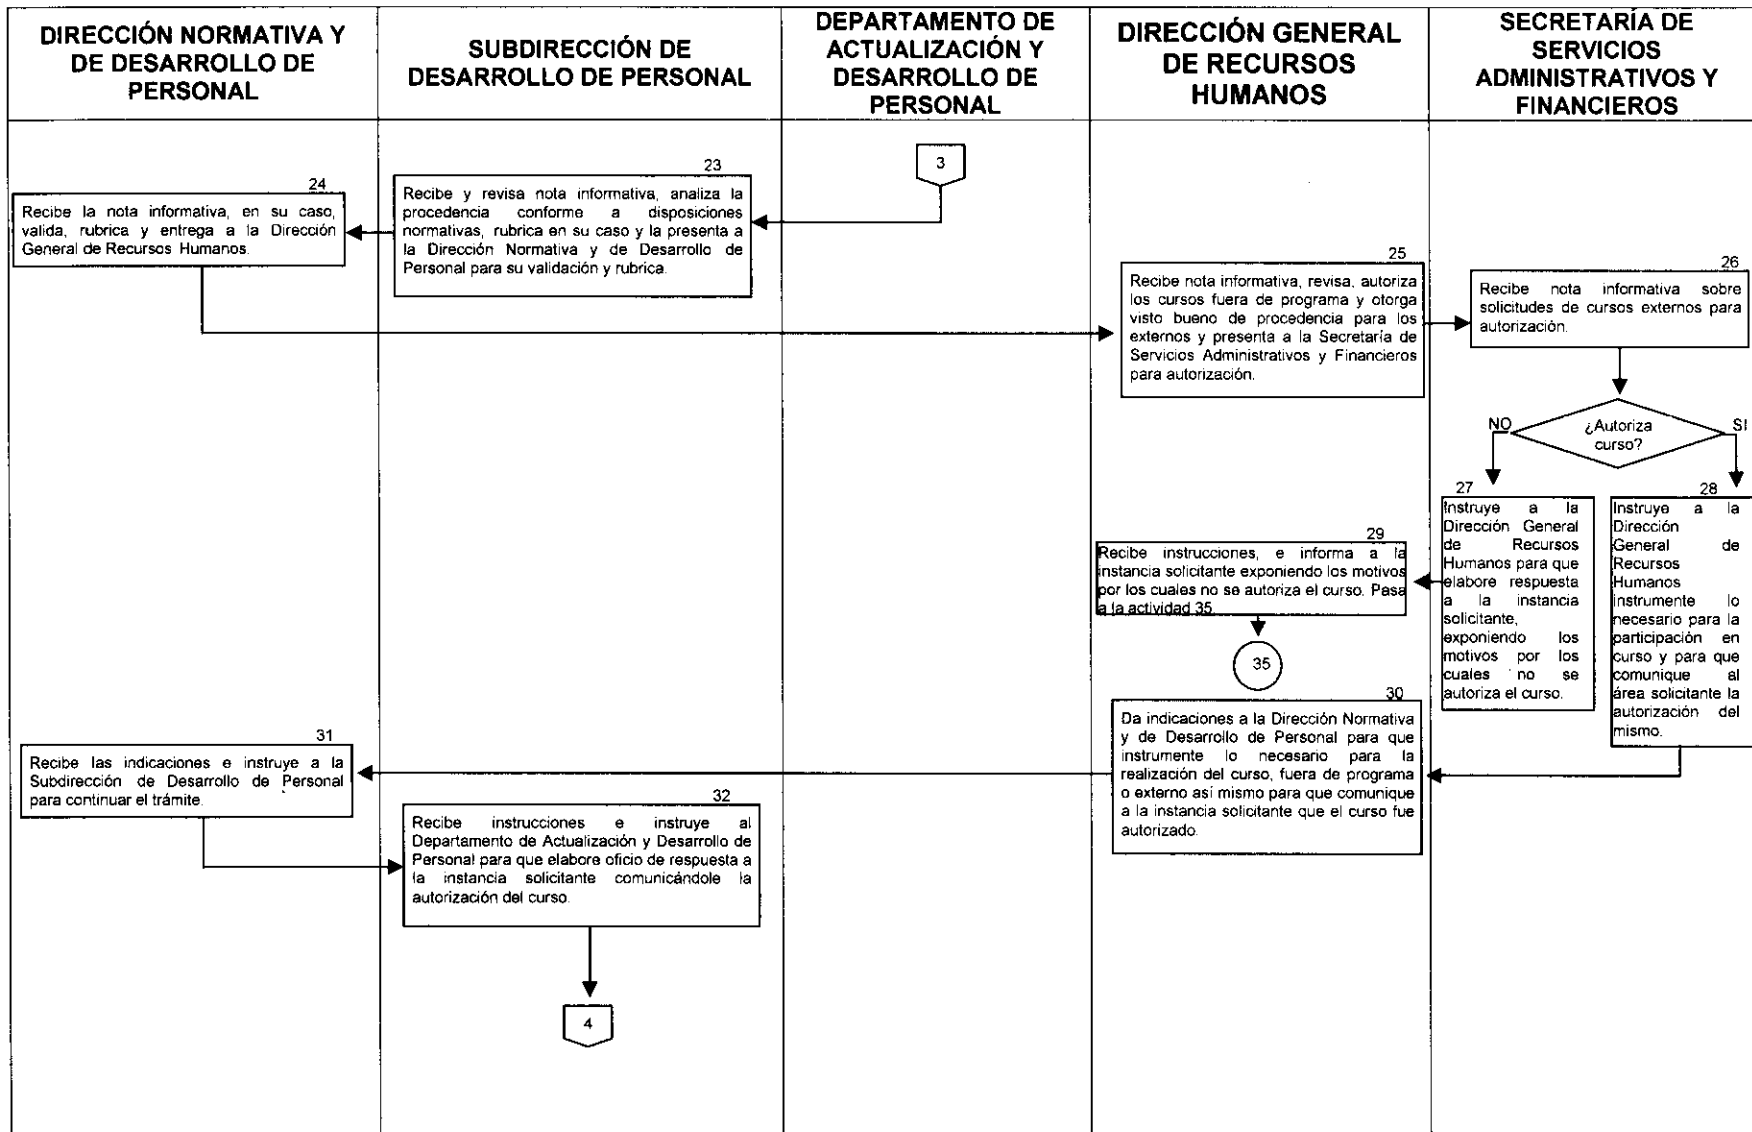 DIRECCIÓN NORMATIVA Y
DE DESARROLLO DE
PERSONAL
SUBDIRECCIÓN DE
DESARROLLO DE PERSONAL
DEPARTAMENTO DE
ACTUALIZACIÓN Y
DESARROLLO DE
PERSONAL
DIRECCIÓN GENERAL
DE RECURSOS
HUMANOS
SECRETARÍA DE
SERVICIOS
ADMINISTRATIVOS Y
FINANCIEROS
3
23
Recibe y revisa nota informativa, analiza la
procedencia conforme a disposiciones
normativas, rubrica en su caso y la presenta a
la Dirección Normativa y de Desarrollo de
Personal para su validación y rubrica.
24
Recibe la nota informativa, en su caso,
valida, rubrica y entrega a la Dirección
General de Recursos Humanos.
25
Recibe nota informativa, revisa, autoriza
los cursos fuera de programa y otorga
visto bueno de procedencia para los
externos y presenta a la Secretaría de
Servicios Administrativos y Financieros
para autorización.
26
Recibe nota informativa sobre
solicitudes de cursos externos para
autorización.
¿Autoriza
curso?
NO
SI
27
Instruye a la
Dirección General
de Recursos
Humanos para que
elabore respuesta
a la instancia
solicitante,
exponiendo los
motivos por los
cuales no se
autoriza el curso.
28
Instruye a la
Dirección
General de
Recursos
Humanos
instrumente lo
necesario para la
participación en
curso y para que
comunique al
área solicitante la
autorización del
mismo.
29
Recibe instrucciones, e informa a la
instancia solicitante exponiendo los motivos
por los cuales no se autoriza el curso. Pasa
a la actividad 35.
35
30
Da indicaciones a la Dirección Normativa
y de Desarrollo de Personal para que
instrumente lo necesario para la
realización del curso, fuera de programa
o externo así mismo para que comunique
a la instancia solicitante que el curso fue
autorizado.
31
Recibe las indicaciones e instruye a la
Subdirección de Desarrollo de Personal
para continuar el trámite.
32
Recibe instrucciones e instruye al
Departamento de Actualización y Desarrollo de
Personal para que elabore oficio de respuesta a
la instancia solicitante comunicándole la
autorización del curso.
4